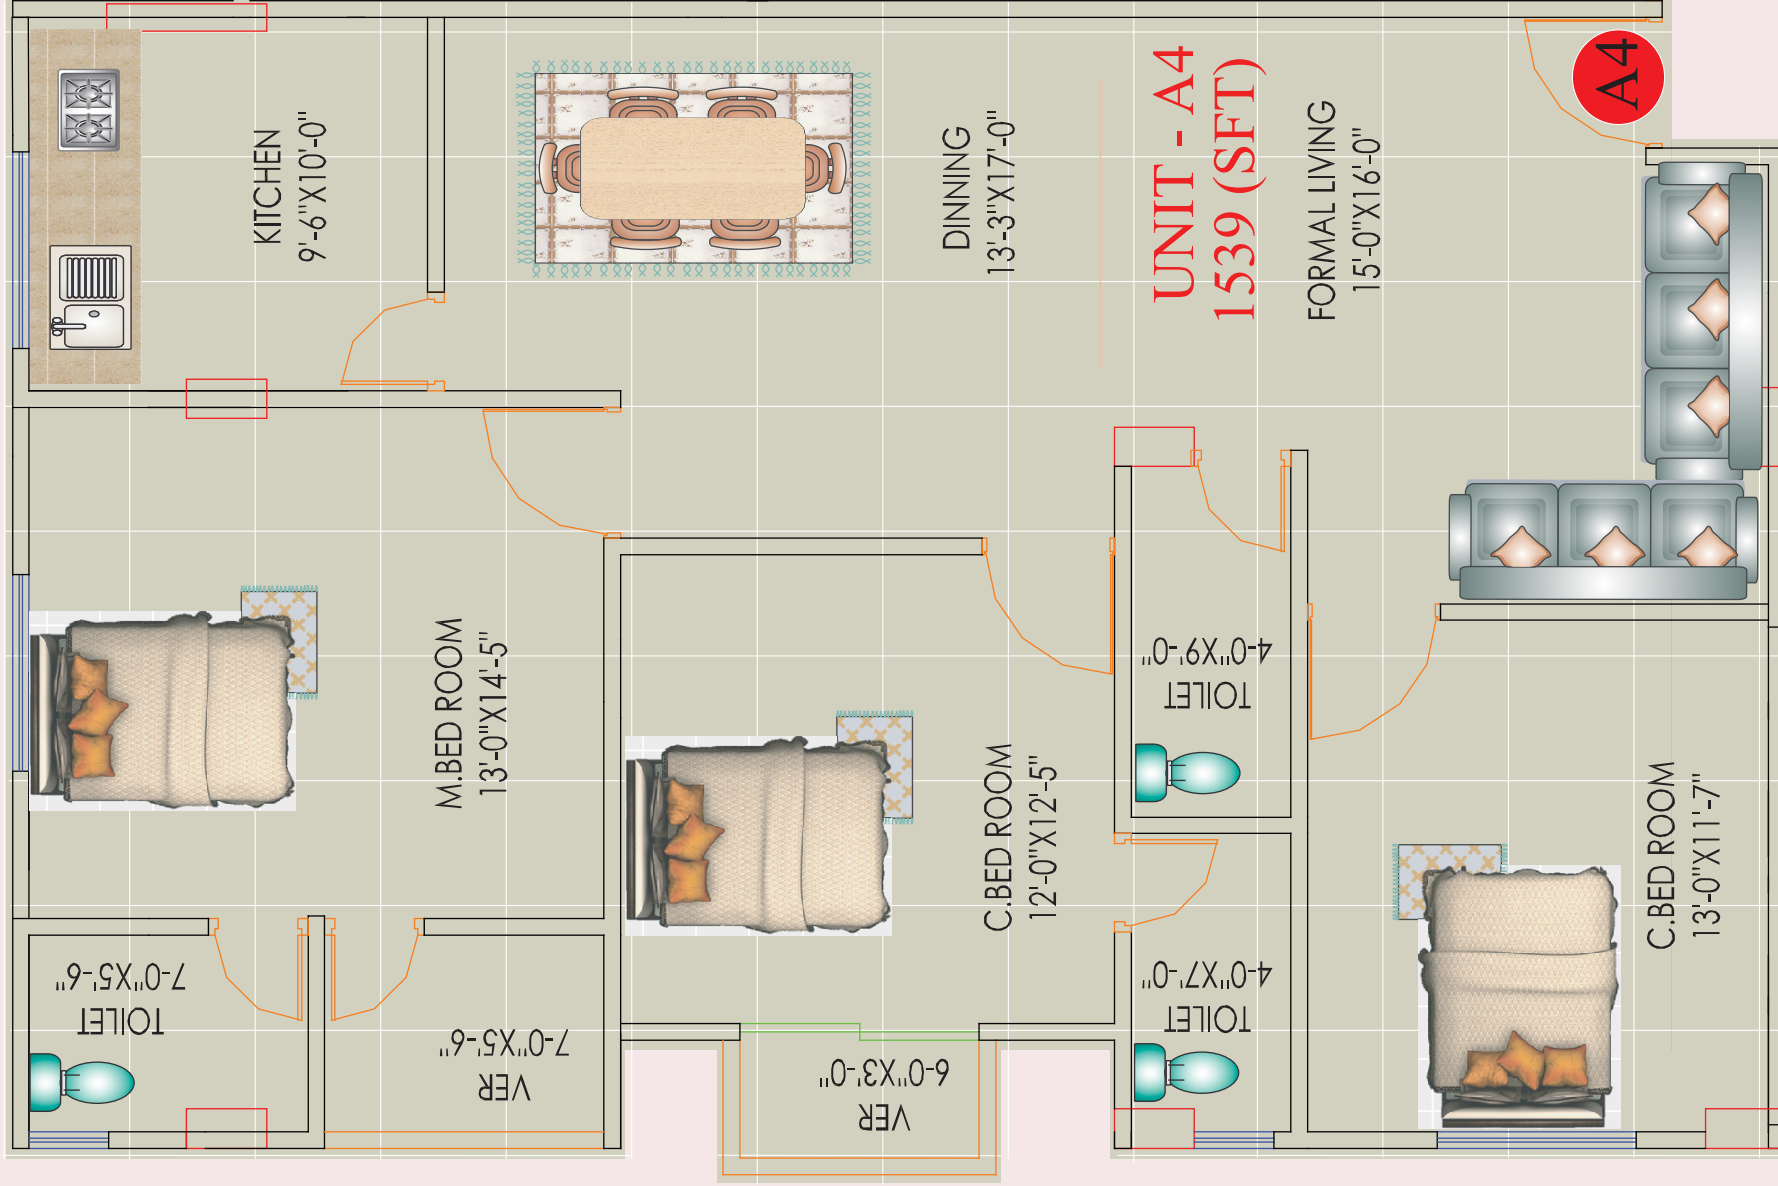 KITCHEN
9'-6"X10'-0"
DINNING
13'-3"X17'-0"
UNIT - A4
1539 (SFT)
FORMAL LIVING
15'-0"X16'-0"
A4
M.BED ROOM
13'-0"X14'-5"
C.BED ROOM
12'-0"X12'-5"
TOILET
4-0"X9'-0"
C.BED ROOM
13'-0"X11'-7"
TOILET
7-0"X5'-6"
VER
7-0"X5'-6"
VER
6-0"X3'-0"
TOILET
4-0"X7'-0"